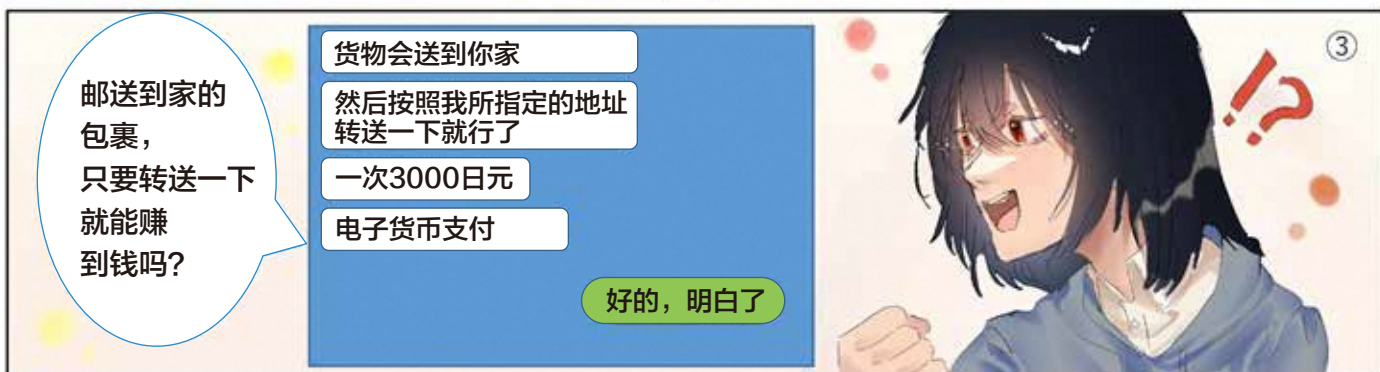 邮送到家的
包裹，
只要转送一下
就能赚
到钱吗？
货物会送到你家
然后按照我所指定的地址
转送一下就行了
一次3000日元
电子货币支付
好的，明白了
!?
③